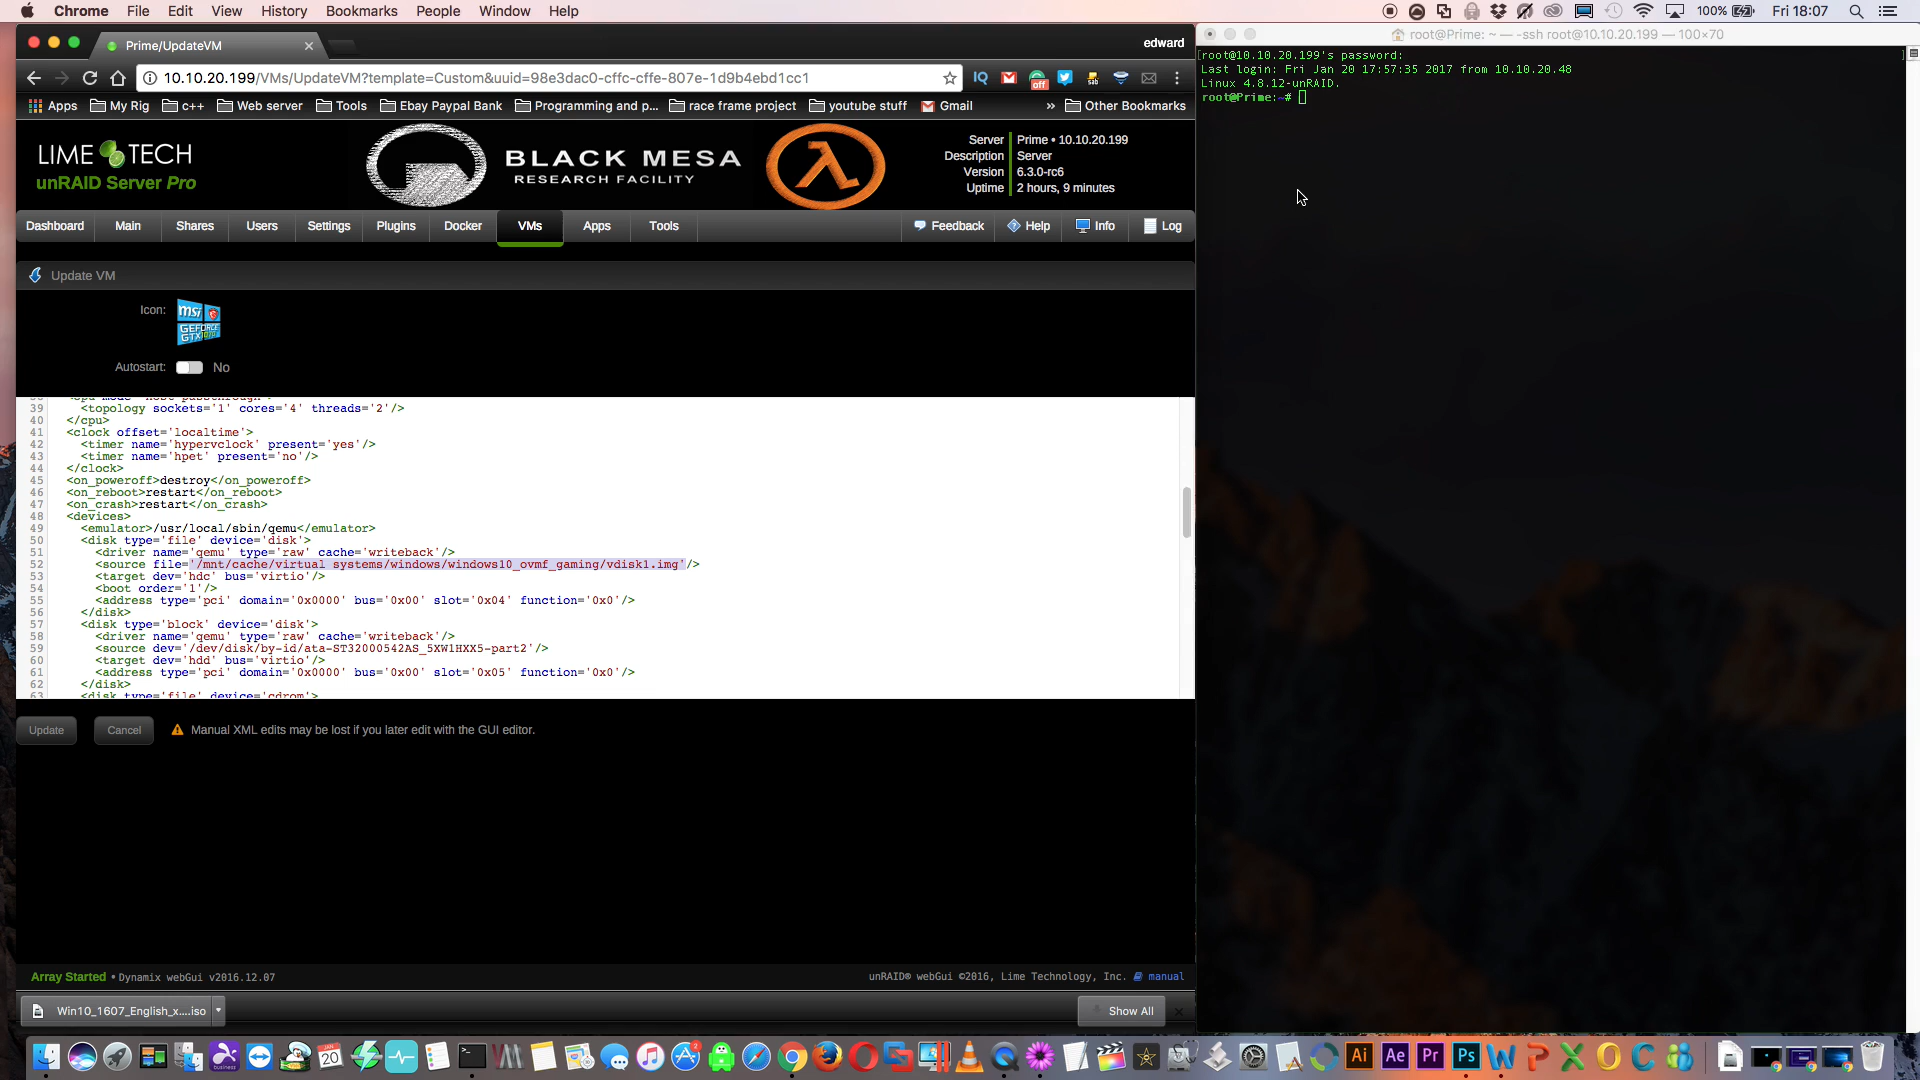 Chrome File Edit View History Bookmarks People Window Help
100% Fri 18:07
Prime/UpdateVM
edward
10.10.20.199/VMs/UpdateVM?template=Custom&uuid=98e3dac0-cffc-cffe-807e-1d9b4ebd1cc1
Apps My Rig c++ Web server Tools Ebay Paypal Bank Programming and p... race frame project youtube stuff Gmail » Other Bookmarks
LIME TECH
unRAID Server Pro
BLACK MESA
RESEARCH FACILITY
Server Prime • 10.10.20.199
Description Server
Version 6.3.0-rc6
Uptime 2 hours, 9 minutes
Dashboard Main Shares Users Settings Plugins Docker VMs Apps Tools Feedback Help Info Log
Update VM
Icon:
msi
GEFORCE
GTX
Autostart: No
39 <topology sockets='1' cores='4' threads='2'/>
40 </cpu>
41 <clock offset='localtime'>
42 <timer name='hypervclock' present='yes'/>
43 <timer name='hpet' present='no'/>
44 </clock>
45 <on_poweroff>destroy</on_poweroff>
46 <on_reboot>restart</on_reboot>
47 <on_crash>restart</on_crash>
48 <devices>
49 <emulator>/usr/local/sbin/qemu</emulator>
50 <disk type='file' device='disk'>
51 <driver name='qemu' type='raw' cache='writeback'/>
52 <source file='/mnt/cache/virtual systems/windows/windows10_ovmf_gaming/vdisk1.img'/>
53 <target dev='hdc' bus='virtio'/>
54 <boot order='1'/>
55 <address type='pci' domain='0x0000' bus='0x00' slot='0x04' function='0x0'/>
56 </disk>
57 <disk type='block' device='disk'>
58 <driver name='qemu' type='raw' cache='writeback'/>
59 <source dev='/dev/disk/by-id/ata-ST32000542AS_5XW1HXX5-part2'/>
60 <target dev='hdd' bus='virtio'/>
61 <address type='pci' domain='0x0000' bus='0x00' slot='0x05' function='0x0'/>
62 </disk>
63 <disk type='file' device='cdrom'>
Update Cancel Manual XML edits may be lost if you later edit with the GUI editor.
Array Started • Dynamix webGui v2016.12.07
unRAID® webGui ©2016, Lime Technology, Inc. manual
Win10_1607_English_x....iso
Show All
root@Prime: ~ — -ssh root@10.10.20.199 — 100×70
[root@10.10.20.199's password: ]
Last login: Fri Jan 20 17:57:35 2017 from 10.10.20.48
Linux 4.8.12-unRAID.
root@Prime:~#
Ai Ae Pr Ps